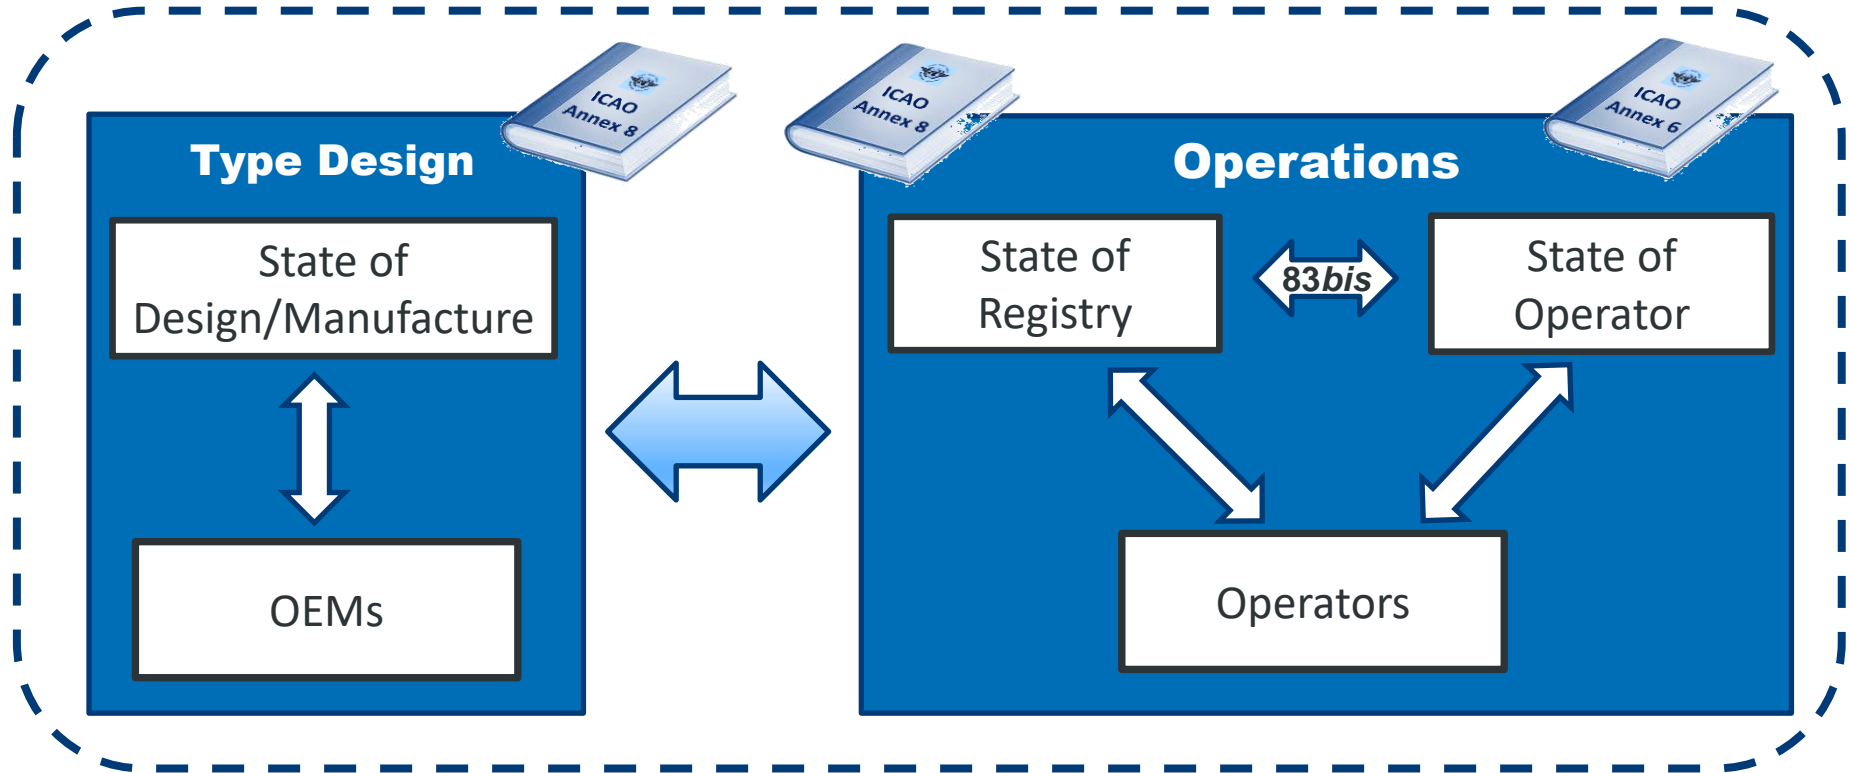 ICAO
Annex 8
Type Design
State of
Design/Manufacture
OEMs
ICAO
Annex 8
ICAO
Annex 6
Operations
State of
Registry
83bis
State of
Operator
Operators